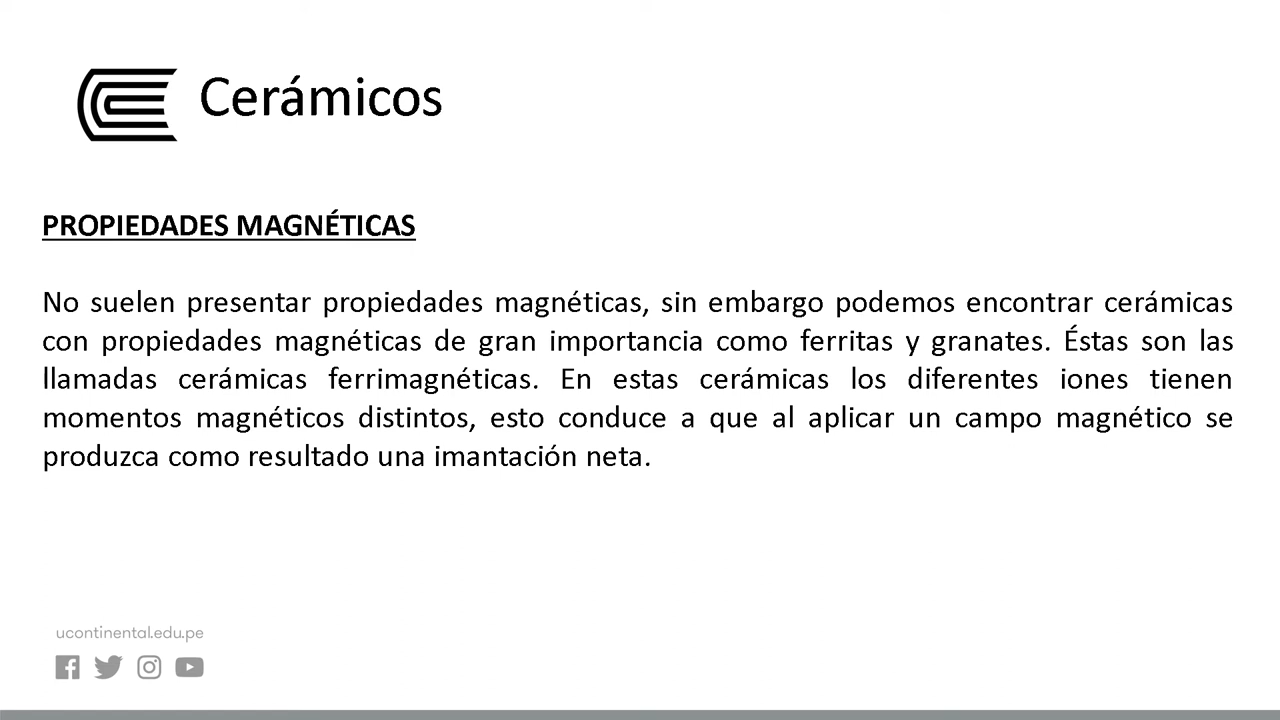 Cerámicos
PROPIEDADES MAGNÉTICAS
No suelen presentar propiedades magnéticas, sin embargo podemos encontrar cerámicas
con propiedades magnéticas de gran importancia como ferritas y granates. Éstas son las
llamadas cerámicas ferrimagnéticas. En estas cerámicas los diferentes iones tienen
momentos magnéticos distintos, esto conduce a que al aplicar un campo magnético se
produzca como resultado una imantación neta.
ucontinental.edu.pe